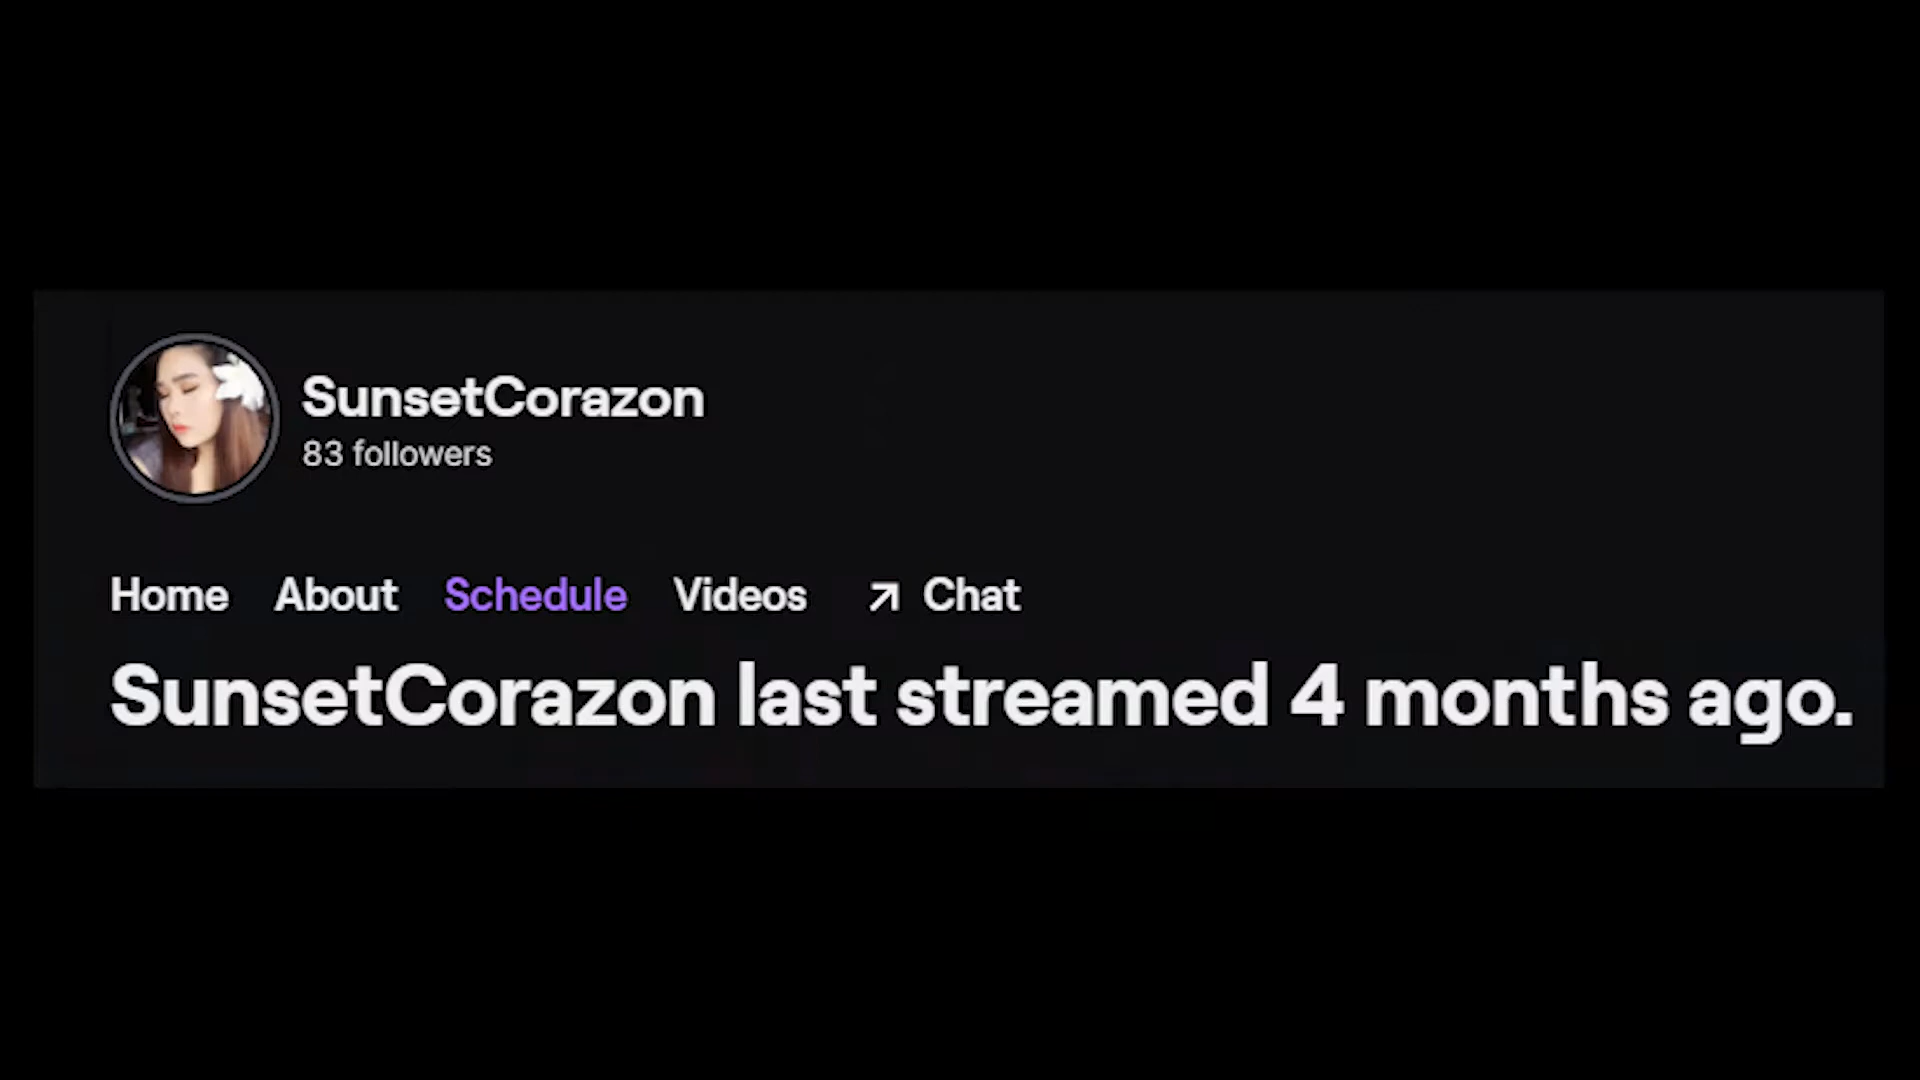 SunsetCorazon
83 followers
Home About Schedule Videos Chat
SunsetCorazon last streamed 4 months ago.